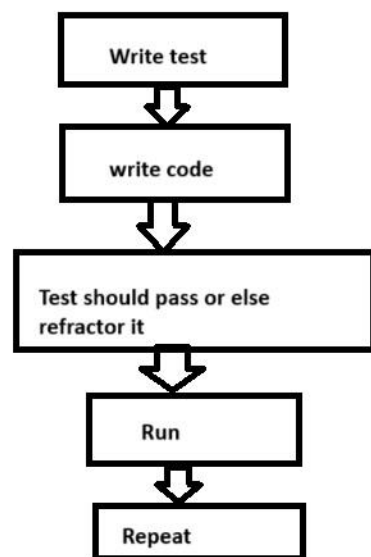 Write test
write code
Test should pass or else
refractor it
Run
Repeat